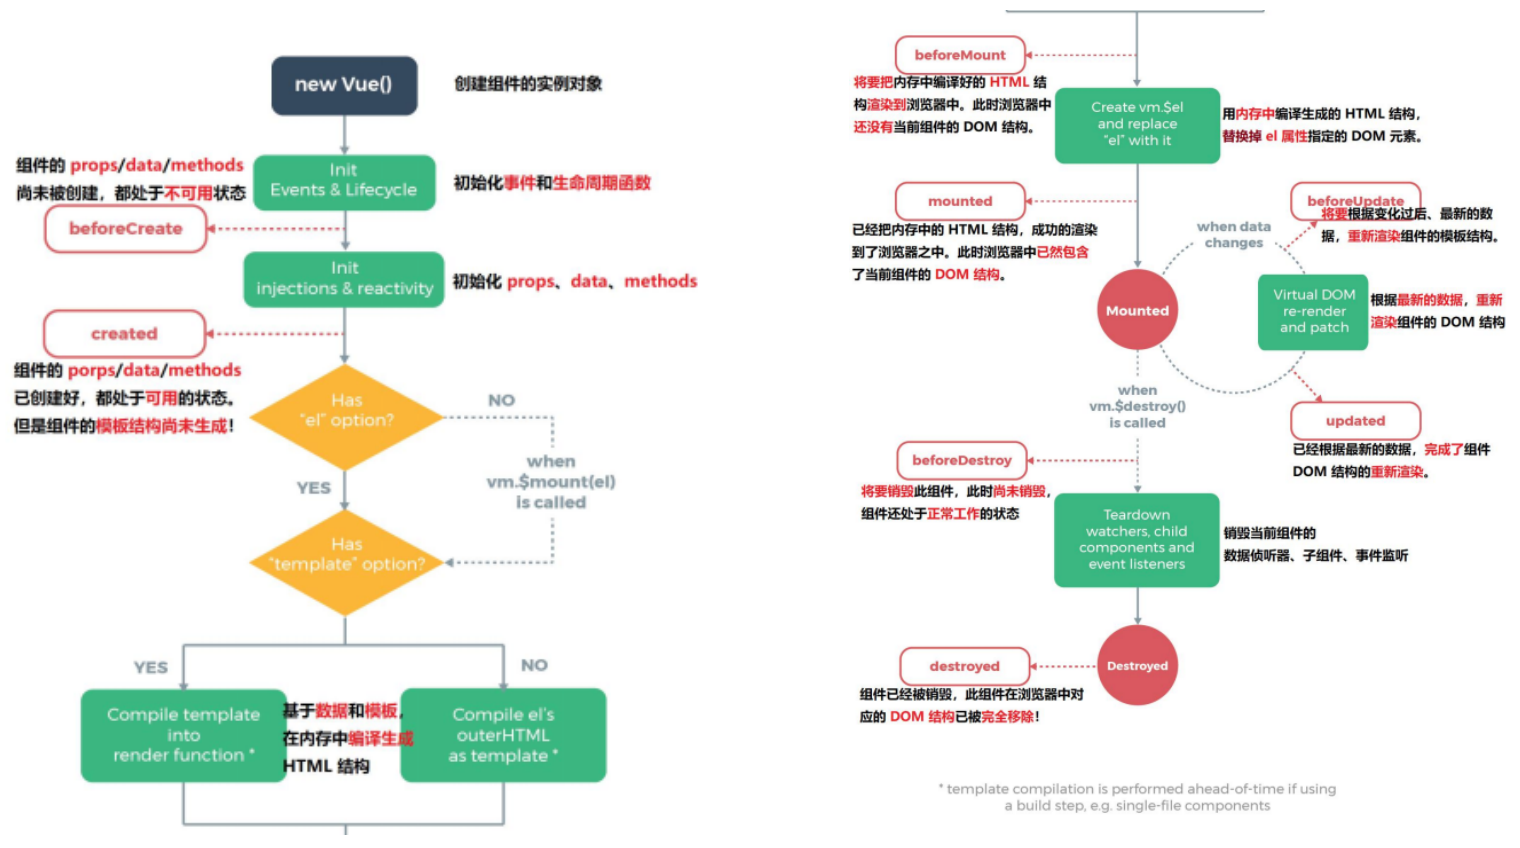 new Vue()
创建组件的实例对象
组件的 props/data/methods
尚未被创建，都处于不可用状态
Init
Events & Lifecycle
初始化事件和生命周期函数
beforeCreate
Init
injections & reactivity
初始化 props、data、methods
created
组件的 porps/data/methods
已创建好，都处于可用的状态。
但是组件的模板结构尚未生成！
Has
"el" option?
NO
when
vm.$mount(el)
is called
YES
Has
"template" option?
YES
NO
Compile template
into
render function *
基于数据和模板，
在内存中编译生成
HTML 结构
Compile el's
outerHTML
as template *
beforeMount
将要把内存中编译好的 HTML 结
构渲染到浏览器中。此时浏览器中
还没有当前组件的 DOM 结构。
Create vm.$el
and replace
"el" with it
用内存中编译生成的 HTML 结构，
替换掉 el 属性指定的 DOM 元素。
mounted
已经把内存中的 HTML 结构，成功的渲染
到了浏览器之中。此时浏览器中已然包含
了当前组件的 DOM 结构。
Mounted
when data
changes
beforeUpdate
将要根据变化过后、最新的数
据，重新渲染组件的模板结构。
Virtual DOM
re-render
and patch
根据最新的数据，重新
渲染组件的 DOM 结构
updated
已经根据最新的数据，完成了组件
DOM 结构的重新渲染。
when
vm.$destroy()
is called
beforeDestroy
将要销毁此组件，此时尚未销毁，
组件还处于正常工作的状态
Teardown
watchers, child
components and
event listeners
销毁当前组件的
数据侦听器、子组件、事件监听
destroyed
Destroyed
组件已经被销毁，此组件在浏览器中对
应的 DOM 结构已被完全移除！
* template compilation is performed ahead-of-time if using
a build step, e.g. single-file components